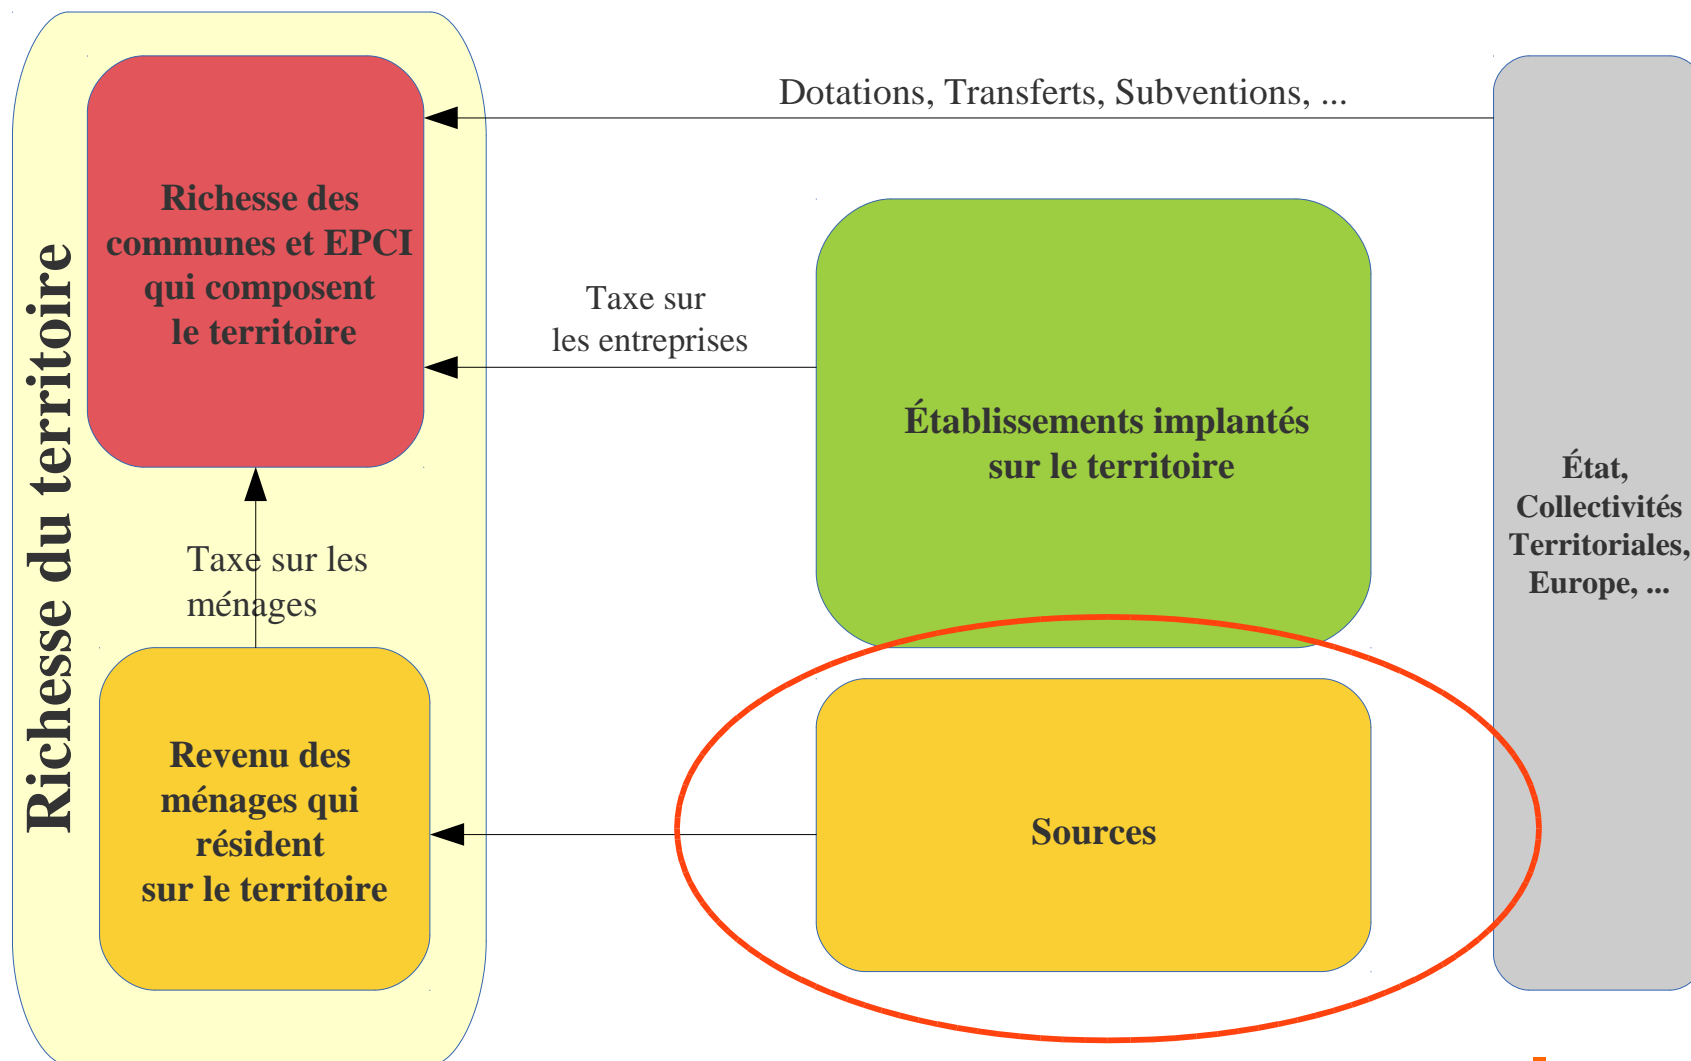 Richesse du territoire
Richesse des
communes et EPCI
qui composent
le territoire
Dotations, Transferts, Subventions, ...
Taxe sur
les entreprises
Établissements implantés
sur le territoire
État,
Collectivités
Territoriales,
Europe, ...
Taxe sur les
ménages
Revenu des
ménages qui
résident
sur le territoire
Sources